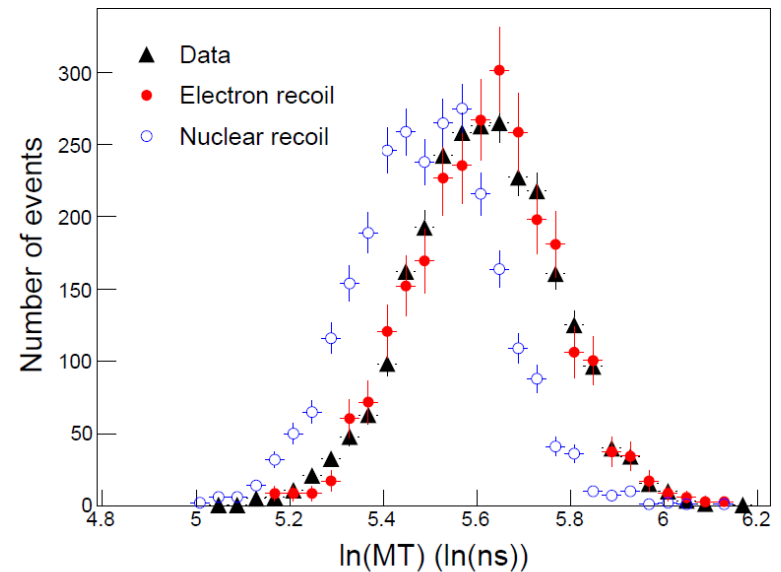 Data
Electron recoil
Nuclear recoil
Number of events
300
250
200
150
100
50
0
4.8 5 5.2 5.4 5.6 5.8 6 6.2
ln(MT) (ln(ns))